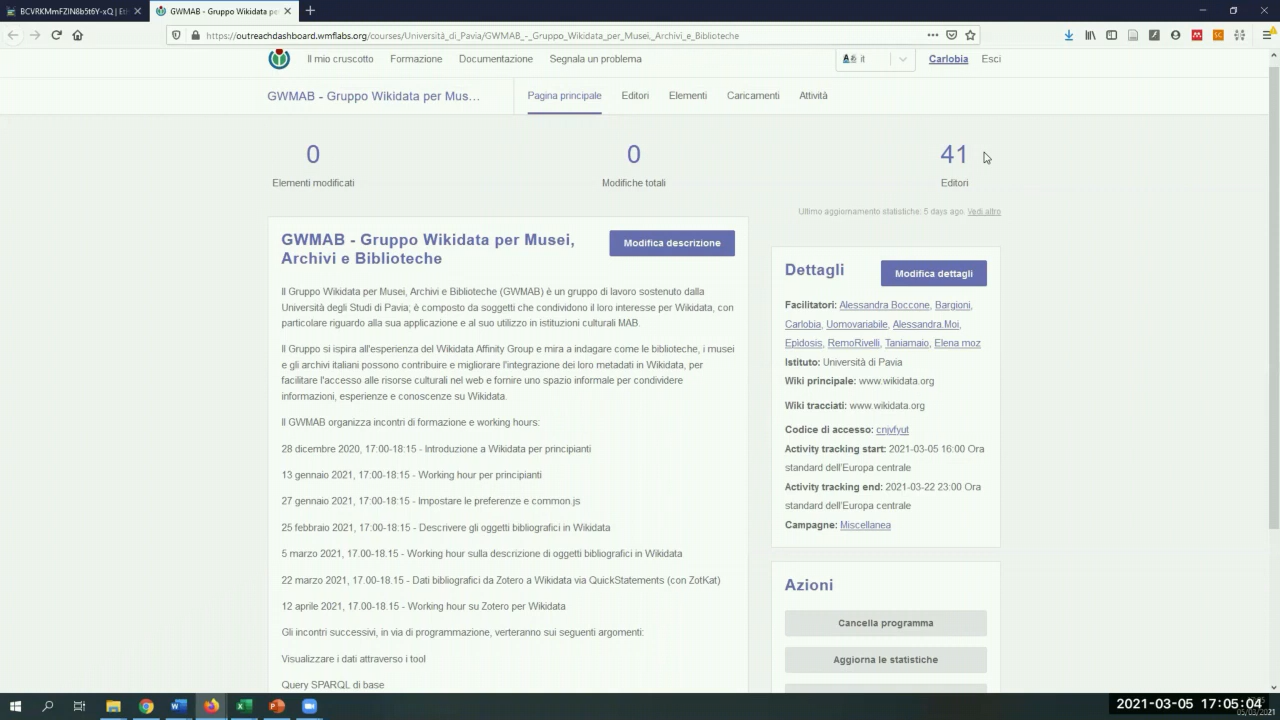 BCVRKMmFZlN8b5t6Y-xQ | Eth
GWMAB - Gruppo Wikidata per
https://outreachdashboard.wmflabs.org/courses/Università_di_Pavia/GWMAB_-_Gruppo_Wikidata_per_Musei,_Archivi_e_Biblioteche
Il mio cruscotto Formazione Documentazione Segnala un problema it Carlobia Esci
GWMAB - Gruppo Wikidata per Mus… Pagina principale Editori Elementi Caricamenti Attività
0 0 41
Elementi modificati Modifiche totali Editori
Ultimo aggiornamento statistiche: 5 days ago. Vedi altro
GWMAB - Gruppo Wikidata per Musei,
Archivi e Biblioteche
Modifica descrizione
Il Gruppo Wikidata per Musei, Archivi e Biblioteche (GWMAB) è un gruppo di lavoro sostenuto dalla
Università degli Studi di Pavia; è composto da soggetti che condividono il loro interesse per Wikidata, con
particolare riguardo alla sua applicazione e al suo utilizzo in istituzioni culturali MAB.
Il Gruppo si ispira all'esperienza del Wikidata Affinity Group e mira a indagare come le biblioteche, i musei
e gli archivi italiani possono contribuire e migliorare l'integrazione dei loro metadati in Wikidata, per
facilitare l'accesso alle risorse culturali nel web e fornire uno spazio informale per condividere
informazioni, esperienze e conoscenze su Wikidata.
Il GWMAB organizza incontri di formazione e working hours:
28 dicembre 2020, 17:00-18:15 - Introduzione a Wikidata per principianti
13 gennaio 2021, 17:00-18:15 - Working hour per principianti
27 gennaio 2021, 17:00-18:15 - Impostare le preferenze e common.js
25 febbraio 2021, 17:00-18:15 - Descrivere gli oggetti bibliografici in Wikidata
5 marzo 2021, 17.00-18.15 - Working hour sulla descrizione di oggetti bibliografici in Wikidata
22 marzo 2021, 17.00-18.15 - Dati bibliografici da Zotero a Wikidata via QuickStatements (con ZotKat)
12 aprile 2021, 17.00-18.15 - Working hour su Zotero per Wikidata
Gli incontri successivi, in via di programmazione, verteranno sui seguenti argomenti:
Visualizzare i dati attraverso i tool
Query SPARQL di base
Dettagli
Modifica dettagli
Facilitatori: Alessandra Boccone, Bargioni,
Carlobia, Uomovariabile, Alessandra.Moi,
Epìdosis, RemoRivelli, Taniamaio, Elena moz
Istituto: Università di Pavia
Wiki principale: www.wikidata.org
Wiki tracciati: www.wikidata.org
Codice di accesso: cnjvfyut
Activity tracking start: 2021-03-05 16:00 Ora
standard dell'Europa centrale
Activity tracking end: 2021-03-22 23:00 Ora
standard dell'Europa centrale
Campagne: Miscellanea
Azioni
Cancella programma
Aggiorna le statistiche
2021-03-05 17:05:04
05/03/2021